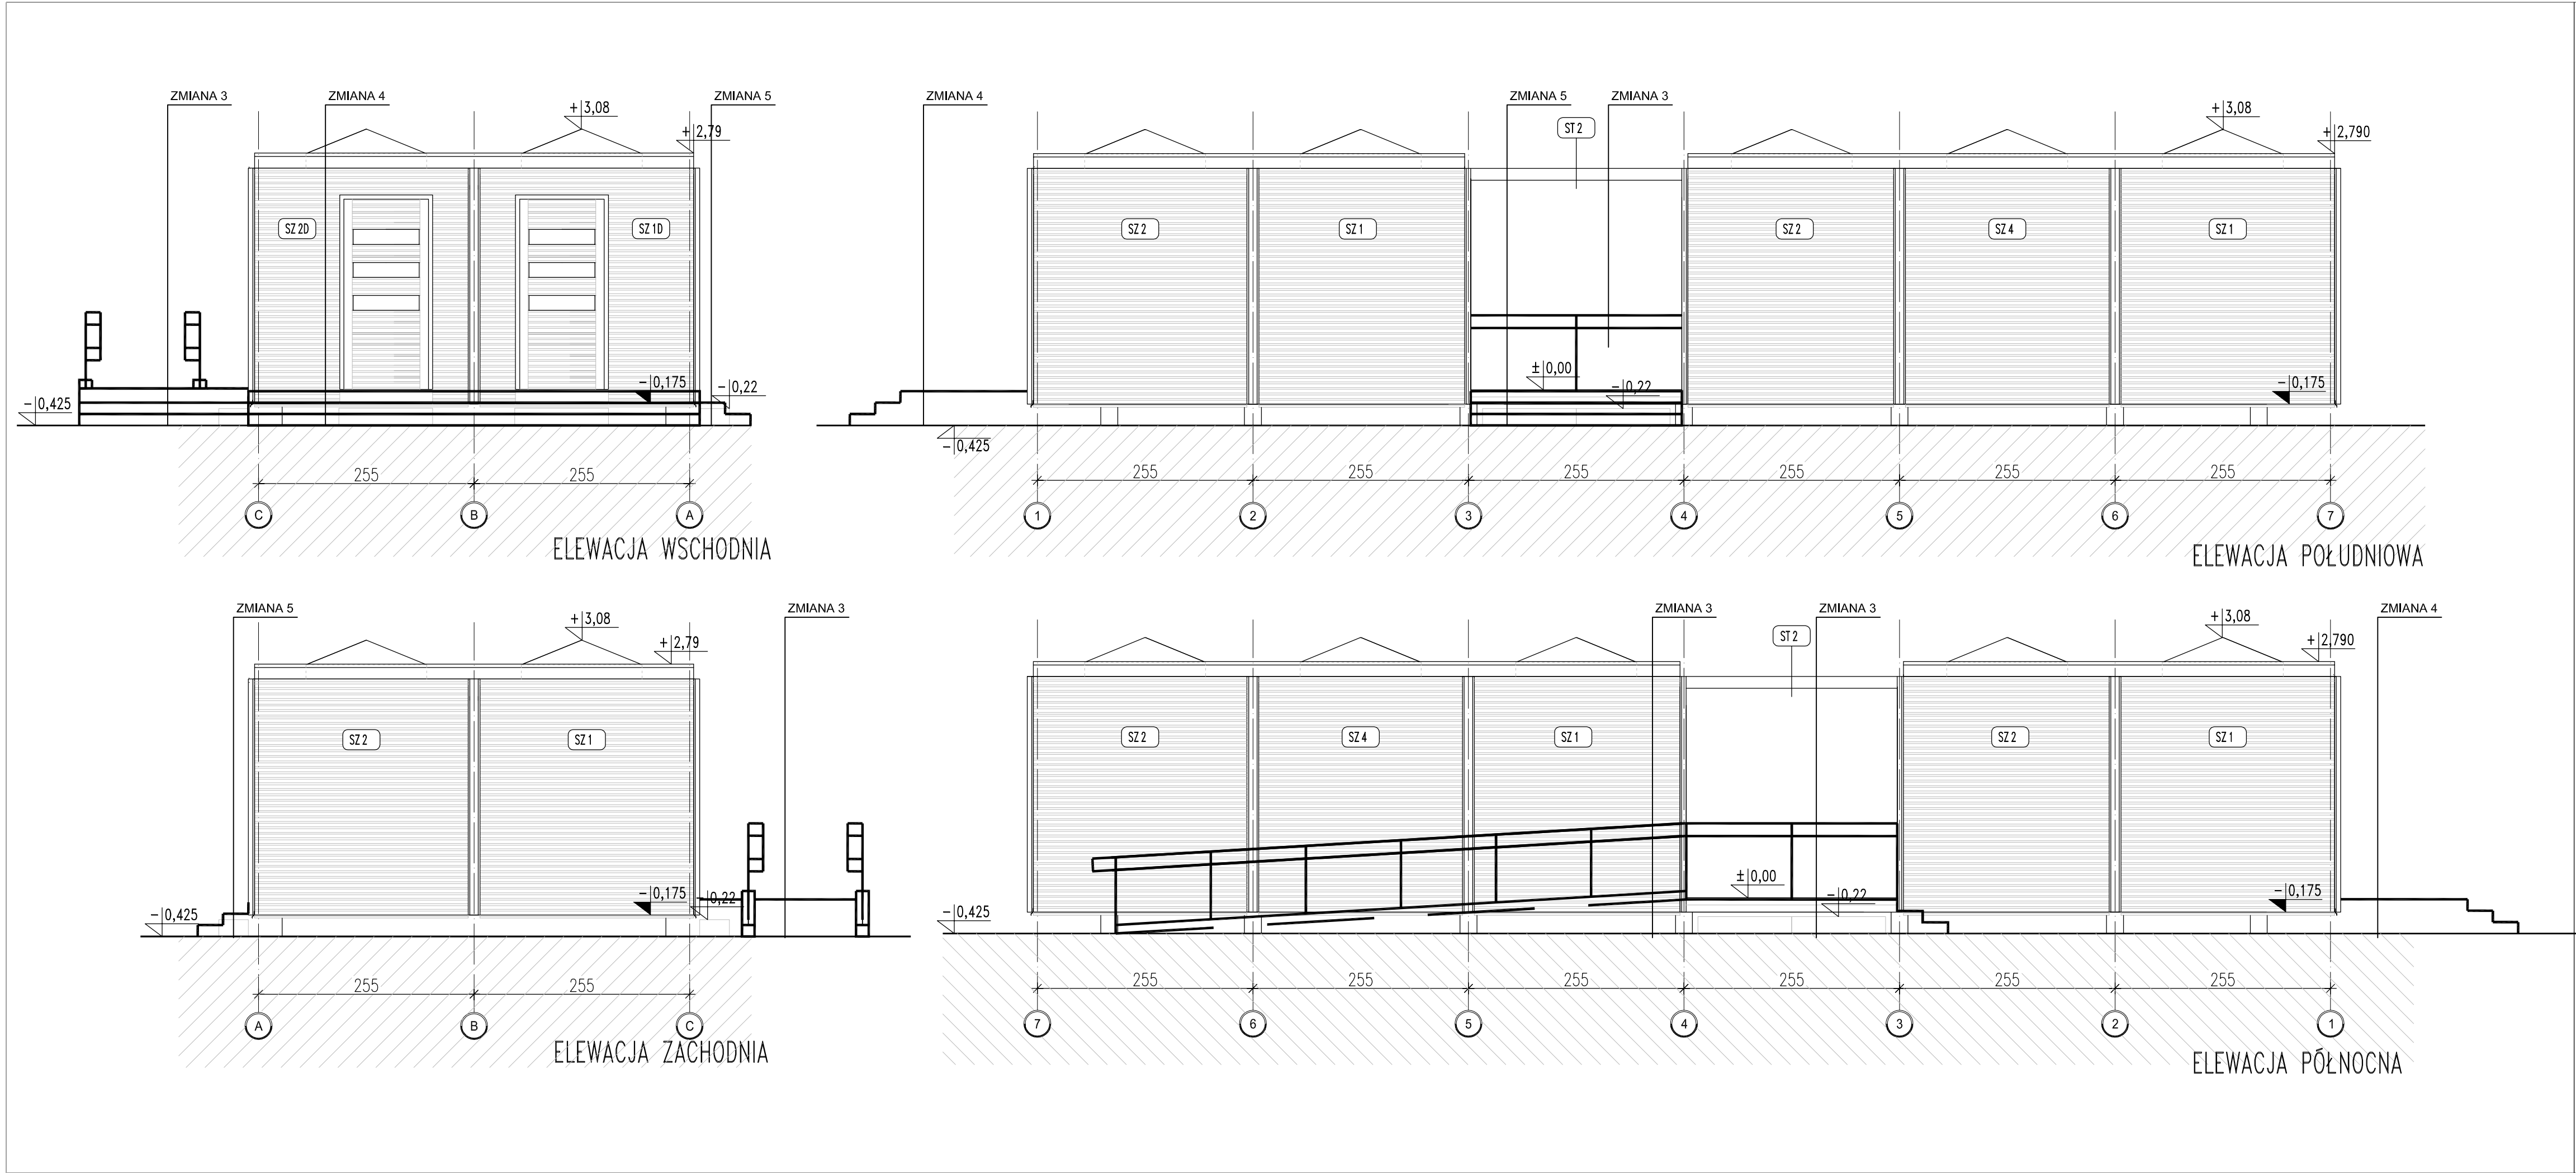 ZMIANA 3
ZMIANA 4
ZMIANA 5
+3,08
+2,79
SZ 2D
SZ 1D
-0,175
-0,22
-0,425
255 255
C B A
ELEWACJA WSCHODNIA
ZMIANA 4
ZMIANA 5
ZMIANA 3
ST 2
+3,08
+2,790
SZ 2
SZ 1
SZ 2
SZ 4
SZ 1
±0,00
-0,22
-0,175
-0,425
255 255 255 255 255 255
1 2 3 4 5 6 7
ELEWACJA POŁUDNIOWA
ZMIANA 5
ZMIANA 3
+3,08
+2,79
SZ 2
SZ 1
-0,175
-0,22
-0,425
255 255
A B C
ELEWACJA ZACHODNIA
ZMIANA 3
ZMIANA 3
ZMIANA 4
ST 2
+3,08
+2,790
SZ 2
SZ 4
SZ 1
SZ 2
SZ 1
±0,00
-0,22
-0,175
-0,425
255 255 255 255 255 255
7 6 5 4 3 2 1
ELEWACJA PÓŁNOCNA